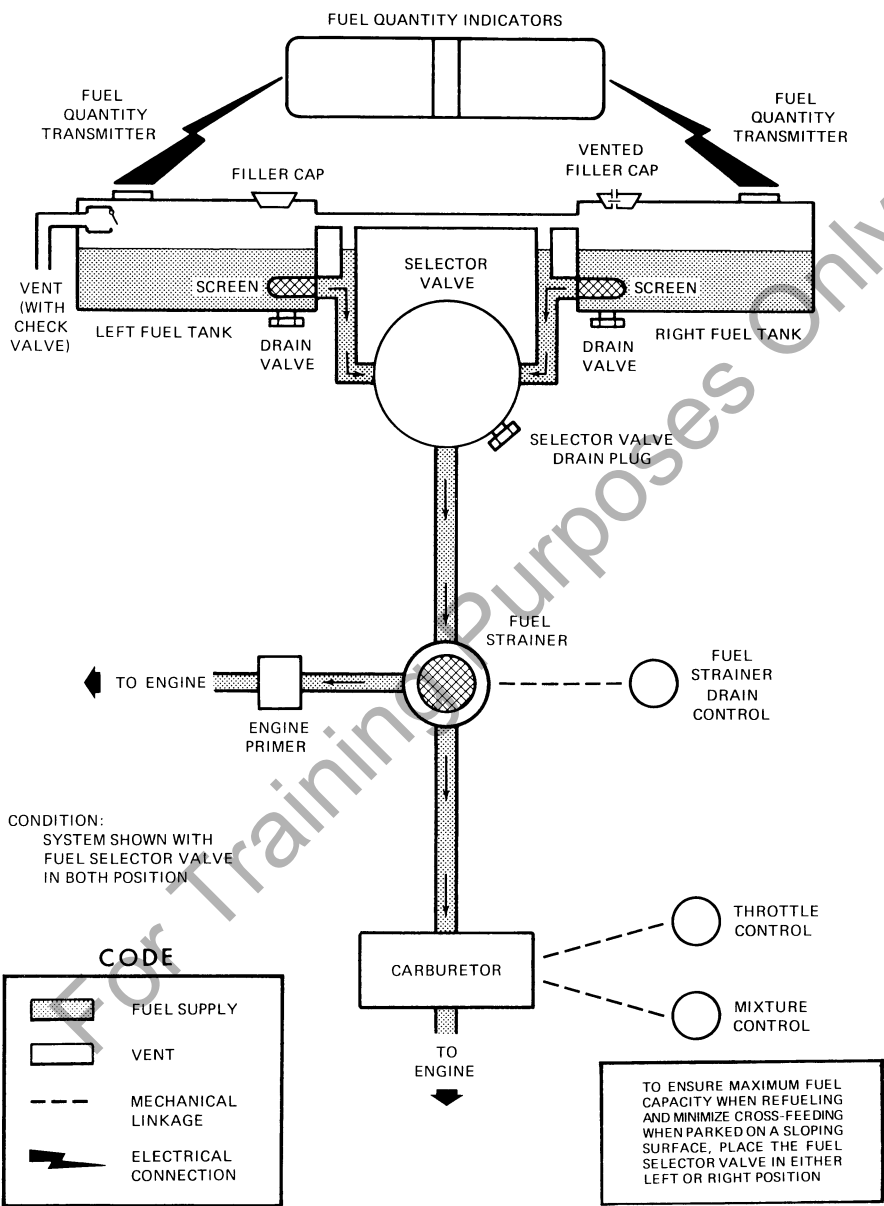 FUEL QUANTITY INDICATORS
FUEL
QUANTITY
TRANSMITTER
FUEL
QUANTITY
TRANSMITTER
FILLER CAP
VENTED
FILLER CAP
VENT
(WITH
CHECK
VALVE)
SCREEN
SELECTOR
VALVE
SCREEN
LEFT FUEL TANK
RIGHT FUEL TANK
DRAIN
VALVE
DRAIN
VALVE
SELECTOR VALVE
DRAIN PLUG
FUEL
STRAINER
TO ENGINE
ENGINE
PRIMER
FUEL
STRAINER
DRAIN
CONTROL
CONDITION:
SYSTEM SHOWN WITH
FUEL SELECTOR VALVE
IN BOTH POSITION
THROTTLE
CONTROL
CARBURETOR
MIXTURE
CONTROL
TO
ENGINE
CODE
FUEL SUPPLY
VENT
MECHANICAL
LINKAGE
ELECTRICAL
CONNECTION
TO ENSURE MAXIMUM FUEL
CAPACITY WHEN REFUELING
AND MINIMIZE CROSS-FEEDING
WHEN PARKED ON A SLOPING
SURFACE, PLACE THE FUEL
SELECTOR VALVE IN EITHER
LEFT OR RIGHT POSITION
For Training Purposes Only